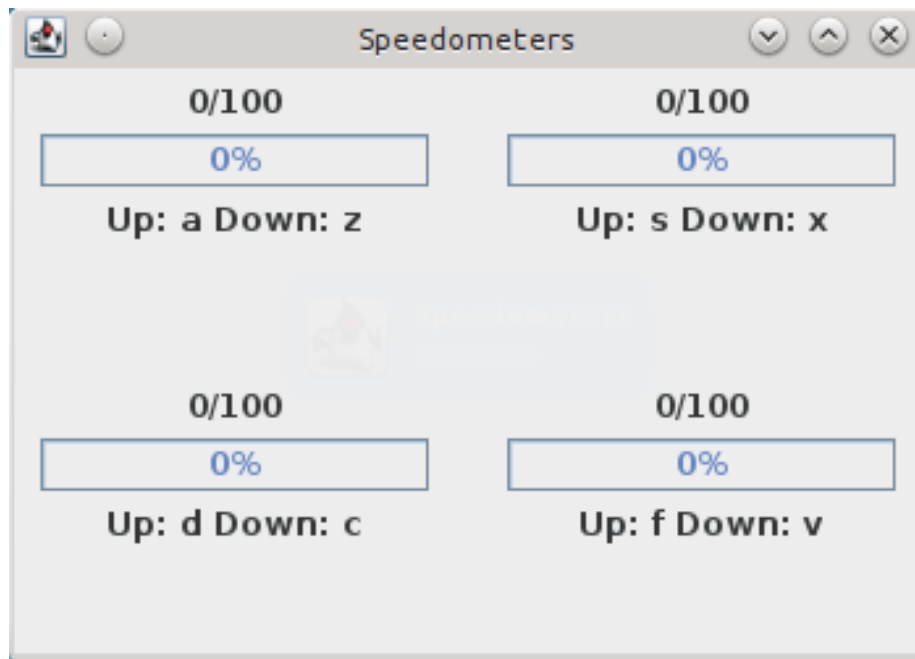 Speedometers
0/100
0%
Up: a Down: z
0/100
0%
Up: s Down: x
0/100
0%
Up: d Down: c
0/100
0%
Up: f Down: v